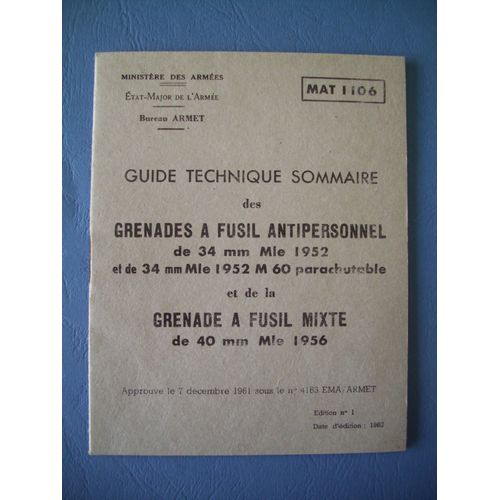 MINISTÈRE DES ARMÉES
ÉTAT-MAJOR DE L'ARMÉE
Bureau ARMET
MAT 1106
GUIDE TECHNIQUE SOMMAIRE
des
GRENADES A FUSIL ANTIPERSONNEL
de 34 mm Mle 1952
et de 34 mm Mle 1952 M 60 parachutable
et de la
GRENADE A FUSIL MIXTE
de 40 mm Mle 1956
Approuve le 7 décembre 1961 sous le n° 4183 EMA/ARMET
Edition n° 1
Date d'édition : 1962